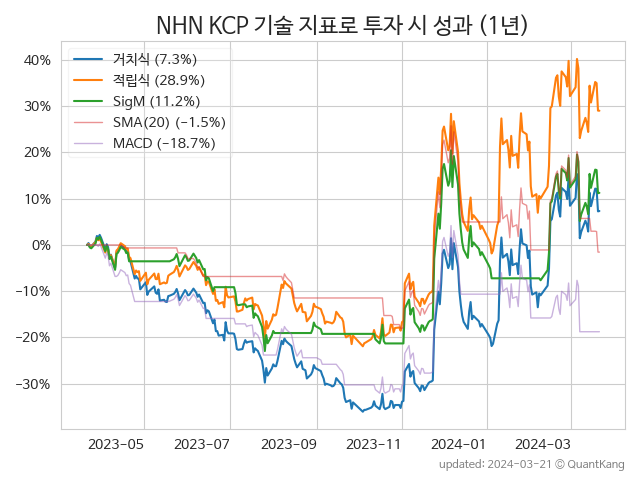 NHN KCP 기술 지표로 투자 시 성과 (1년)
거치식 (7.3%)
적립식 (28.9%)
SigM (11.2%)
SMA(20) (−1.5%)
MACD (−18.7%)
40%
30%
20%
10%
0%
−10%
−20%
−30%
2023-05 2023-07 2023-09 2023-11 2024-01 2024-03
updated: 2024-03-21 © QuantKang